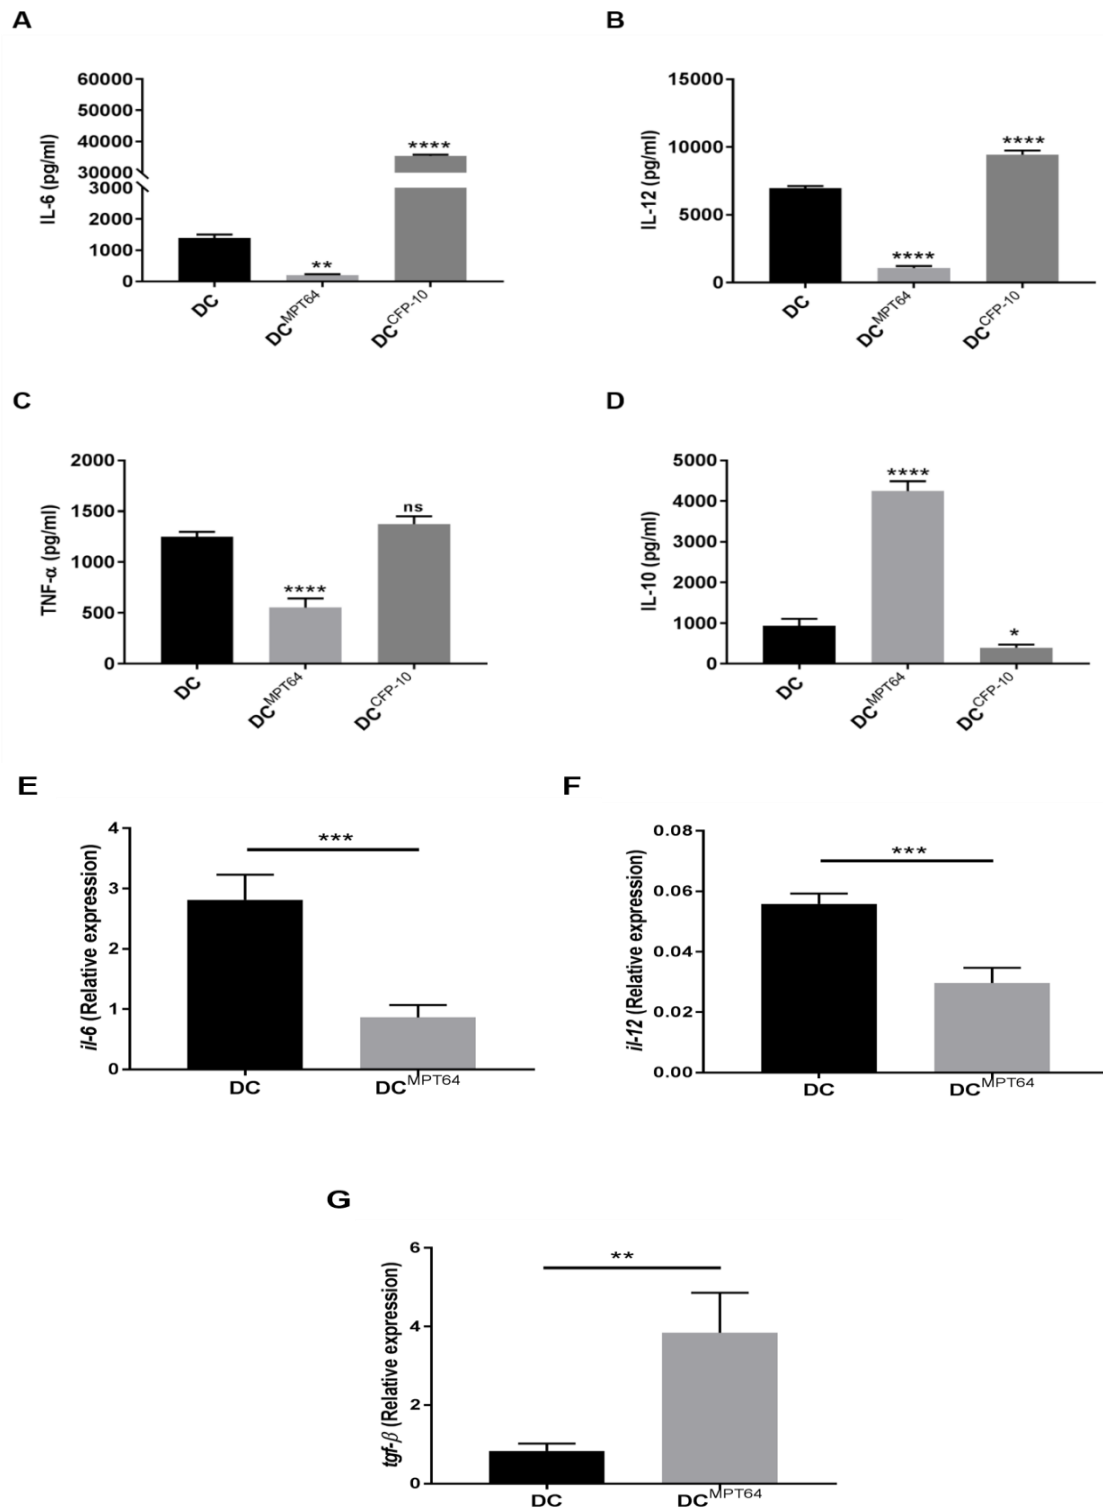 A
IL-6 (pg/ml)
60000
50000
40000
30000
3000
2000
1000
0
**
****
DC
DC^MPT64
DC^CFP-10
B
IL-12 (pg/ml)
15000
10000
5000
0
****
****
DC
DC^MPT64
DC^CFP-10
C
TNF-α (pg/ml)
2000
1500
1000
500
0
****
ns
DC
DC^MPT64
DC^CFP-10
D
IL-10 (pg/ml)
5000
4000
3000
2000
1000
0
****
*
DC
DC^MPT64
DC^CFP-10
E
il-6 (Relative expression)
4
3
2
1
0
***
DC
DC^MPT64
F
il-12 (Relative expression)
0.08
0.06
0.04
0.02
0.00
***
DC
DC^MPT64
G
tgf-β (Relative expression)
6
4
2
0
**
DC
DC^MPT64